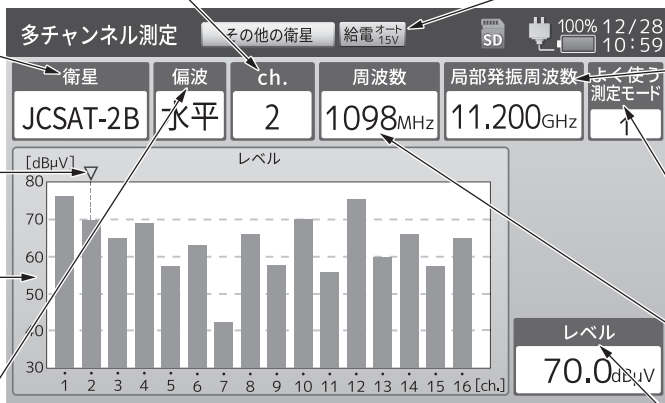 多チャンネル測定 その他の衛星 給電 オート 15V SD 100% 12/28
10:59
衛星 偏波 ch. 周波数 局部発振周波数 よく使う
測定モード
JCSAT-2B 水平 2 1098MHz 11.200GHz 1
[dBμV] レベル
80
70
60
50
40
30
1 2 3 4 5 6 7 8 9 10 11 12 13 14 15 16 [ch.]
レベル
70.0dBμV